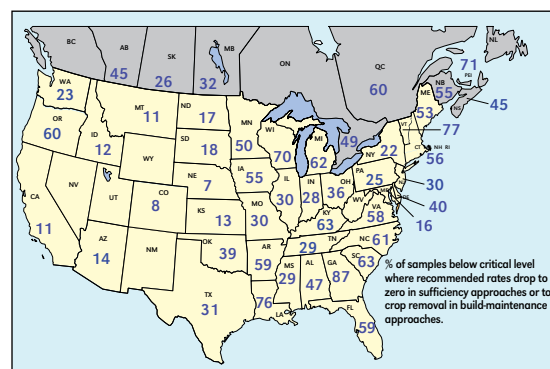 BC
AB
SK
MB
ON
QC
NL
45
26
32
60
71
PEI
NB
55
NS
45
WA
23
MT
11
ND
17
MN
50
WI
70
MI
62
49
ME
53
VT
77
OR
60
ID
12
SD
18
NY
22
CT
NH RI
56
WY
IA
55
PA
25
NJ
30
NE
7
IL
30
IN
28
OH
36
WV
VA
58
MD
DE
40
16
CA
11
NV
UT
CO
8
KS
13
MO
30
KY
63
NC
61
TN
29
AZ
14
NM
OK
39
AR
59
MS
29
AL
47
GA
87
SC
63
TX
31
76
LA
FL
59
% of samples below critical level
where recommended rates drop to
zero in sufficiency approaches or to
crop removal in build-maintenance
approaches.